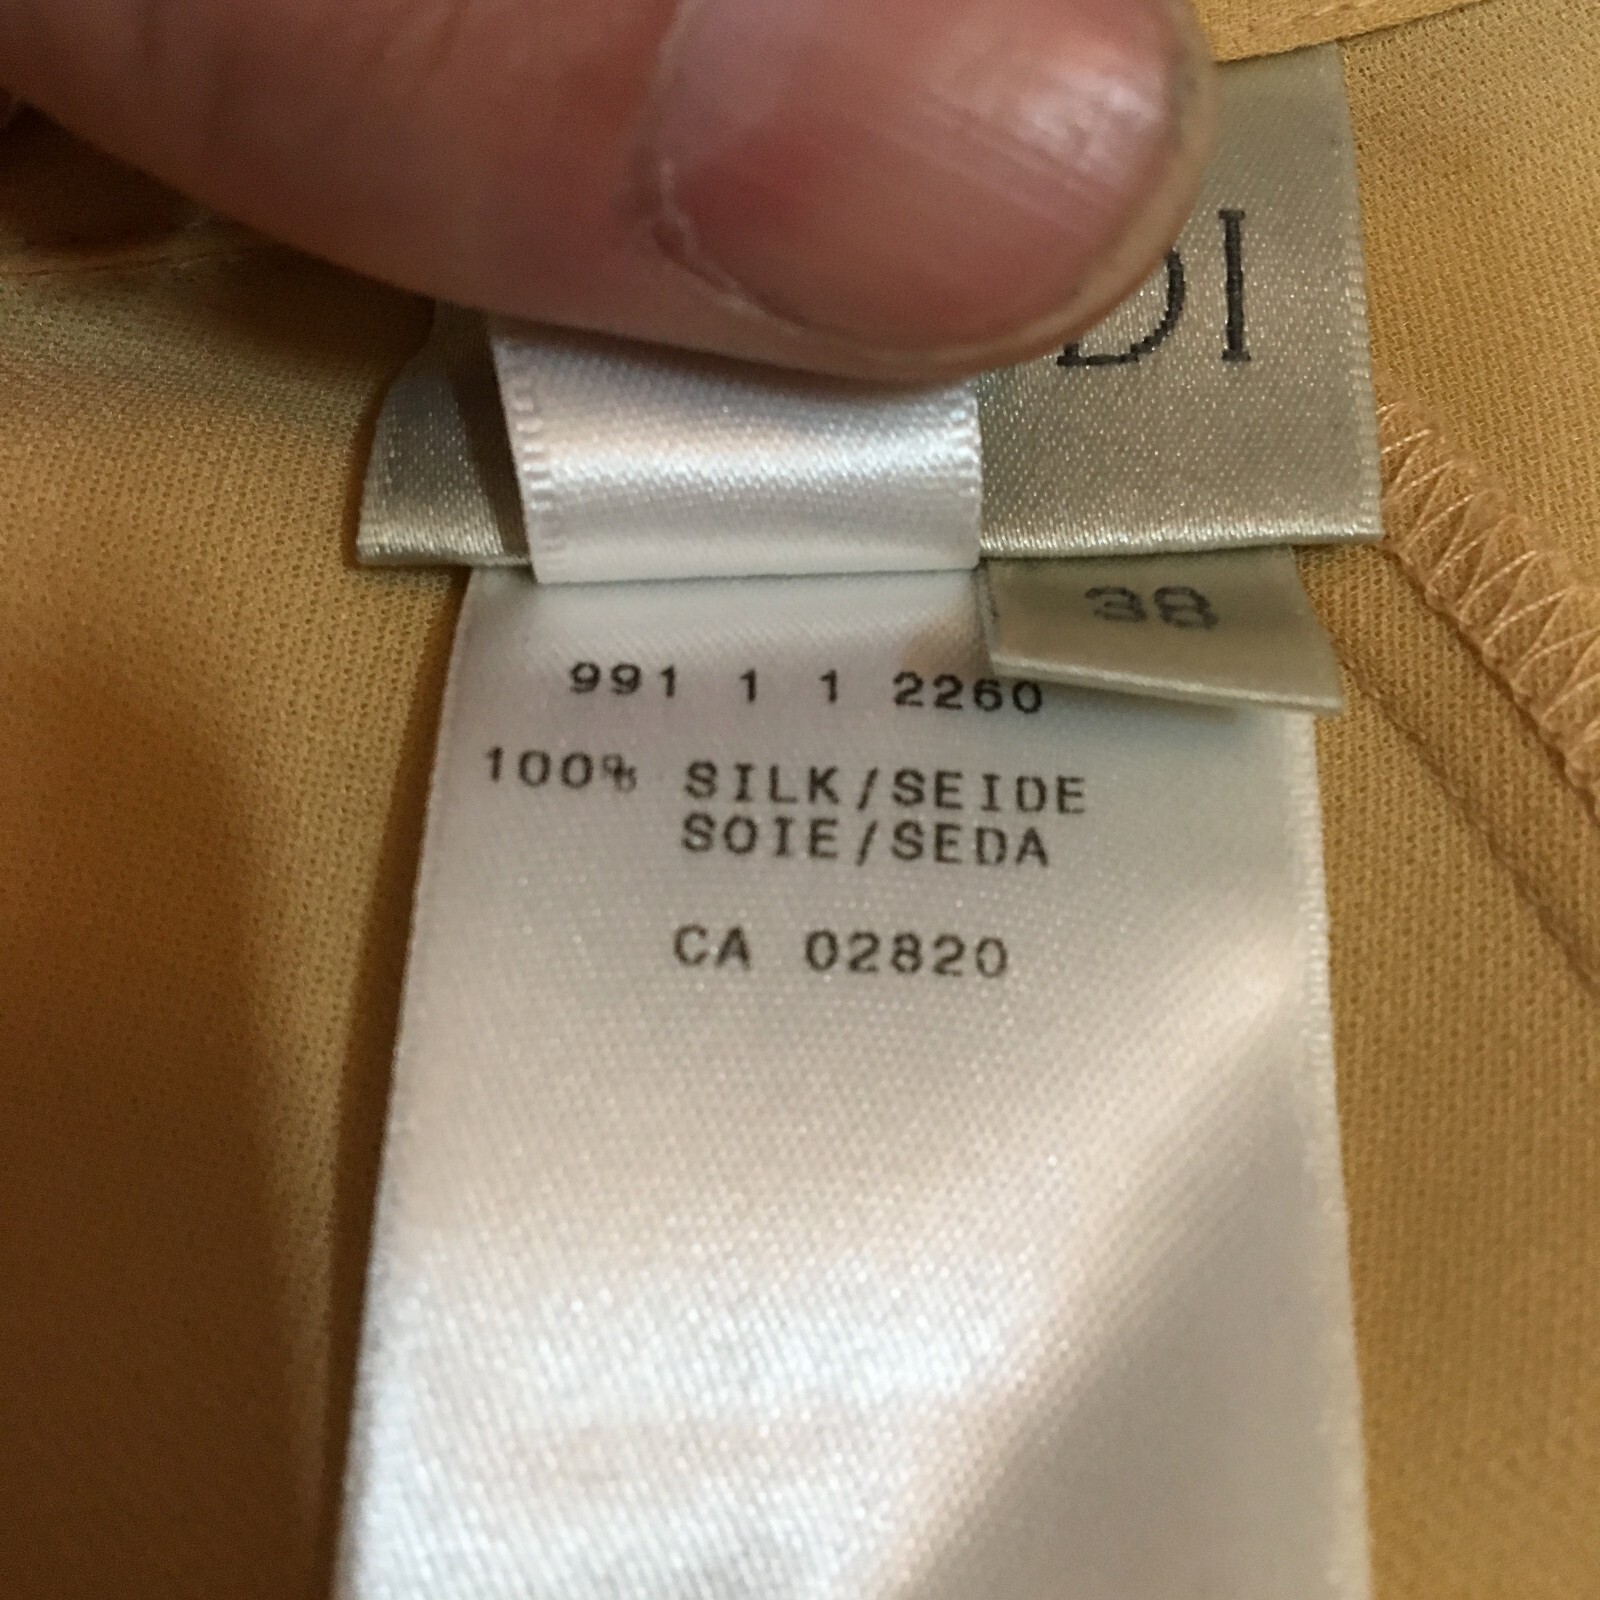 DI
38
991 1 1 2260
100% SILK/SEIDE
SOIE/SEDA
CA 02820